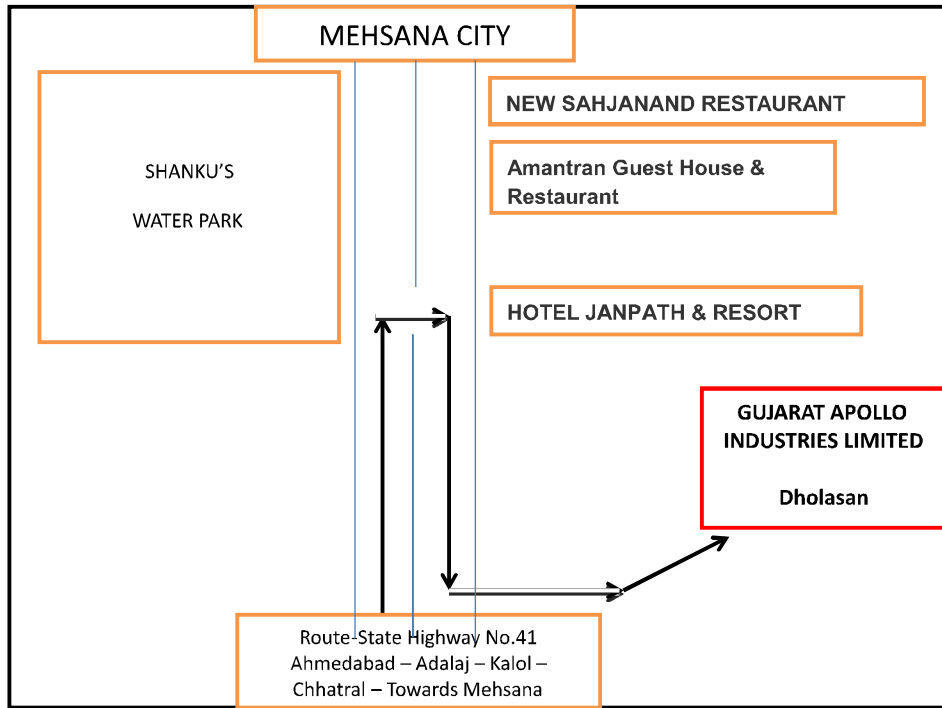 MEHSANA CITY
NEW SAHJANAND RESTAURANT
SHANKU’S
WATER PARK
Amantran Guest House &
Restaurant
HOTEL JANPATH & RESORT
GUJARAT APOLLO
INDUSTRIES LIMITED
Dholasan
Route-State Highway No.41
Ahmedabad – Adalaj – Kalol –
Chhatral – Towards Mehsana